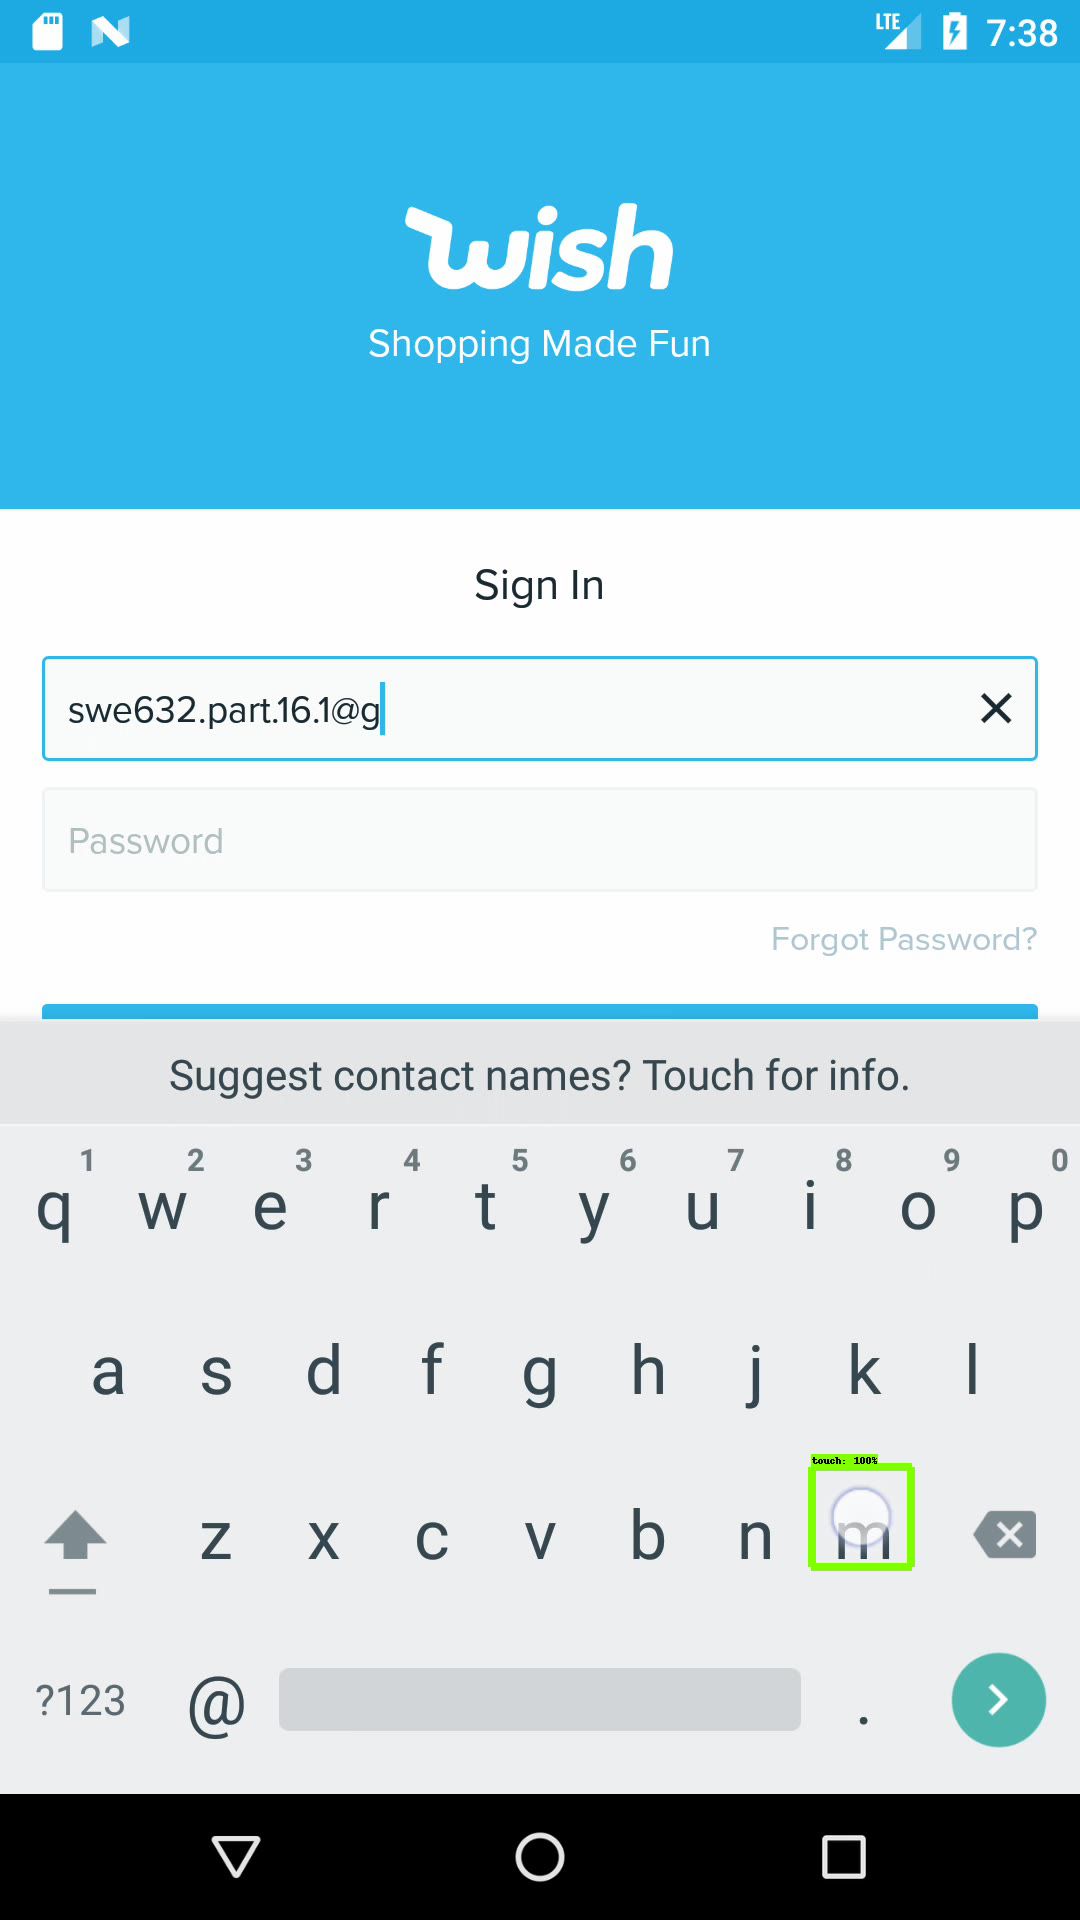 LTE 7:38
wish
Shopping Made Fun
Sign In
swe632.part.16.1@g
Password
Forgot Password?
Suggest contact names? Touch for info.
1 2 3 4 5 6 7 8 9 0
q w e r t y u i o p
a s d f g h j k l
touch: 100%
z x c v b n m
?123 @ .